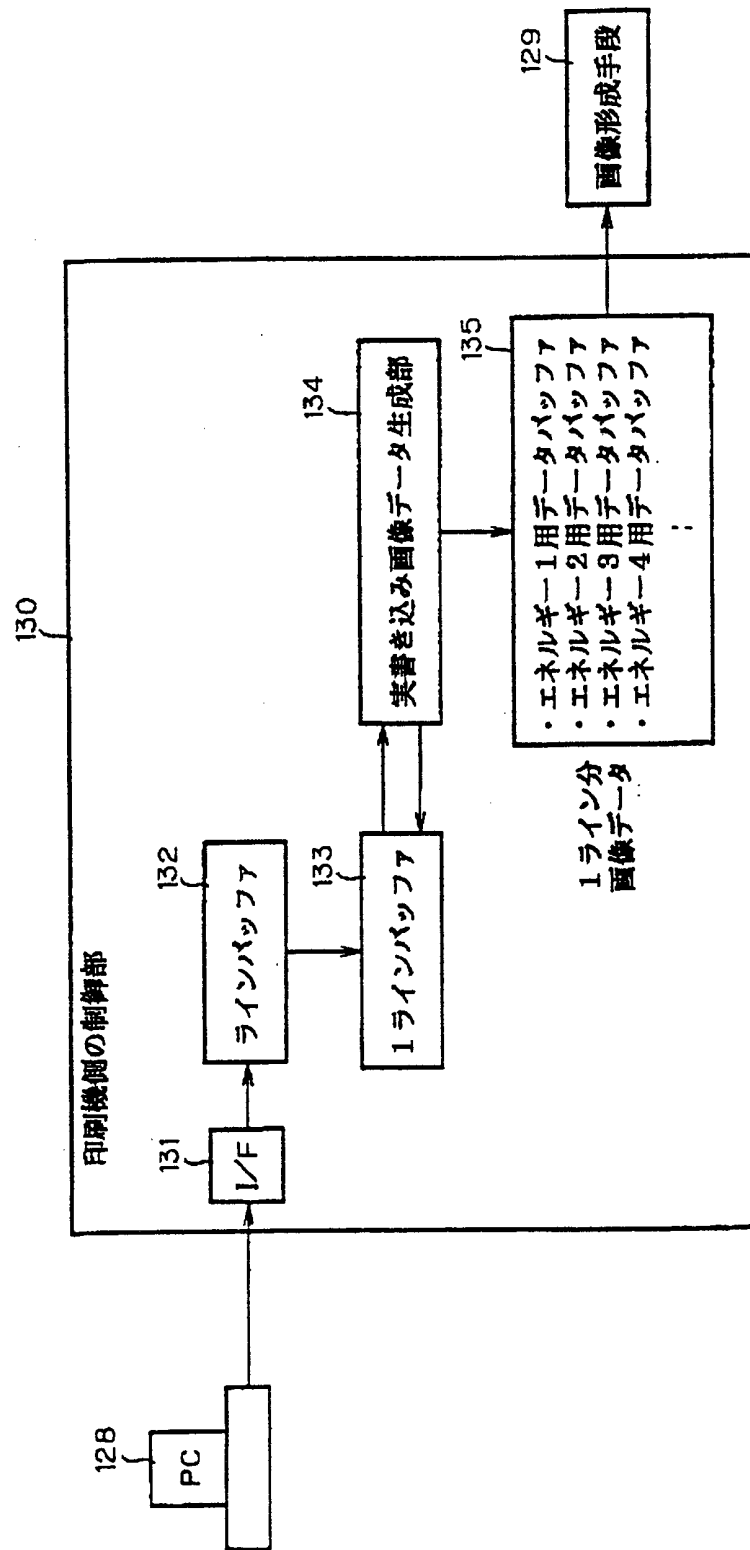 130
印刷機側の制御部
128
PC
131
I/F
132
ラインバッファ
133
1ラインバッファ
134
実書き込み画像データ生成部
135
・エネルギー1用データバッファ
・エネルギー2用データバッファ
・エネルギー3用データバッファ
・エネルギー4用データバッファ
:
1ライン分
画像データ
129
画像形成手段